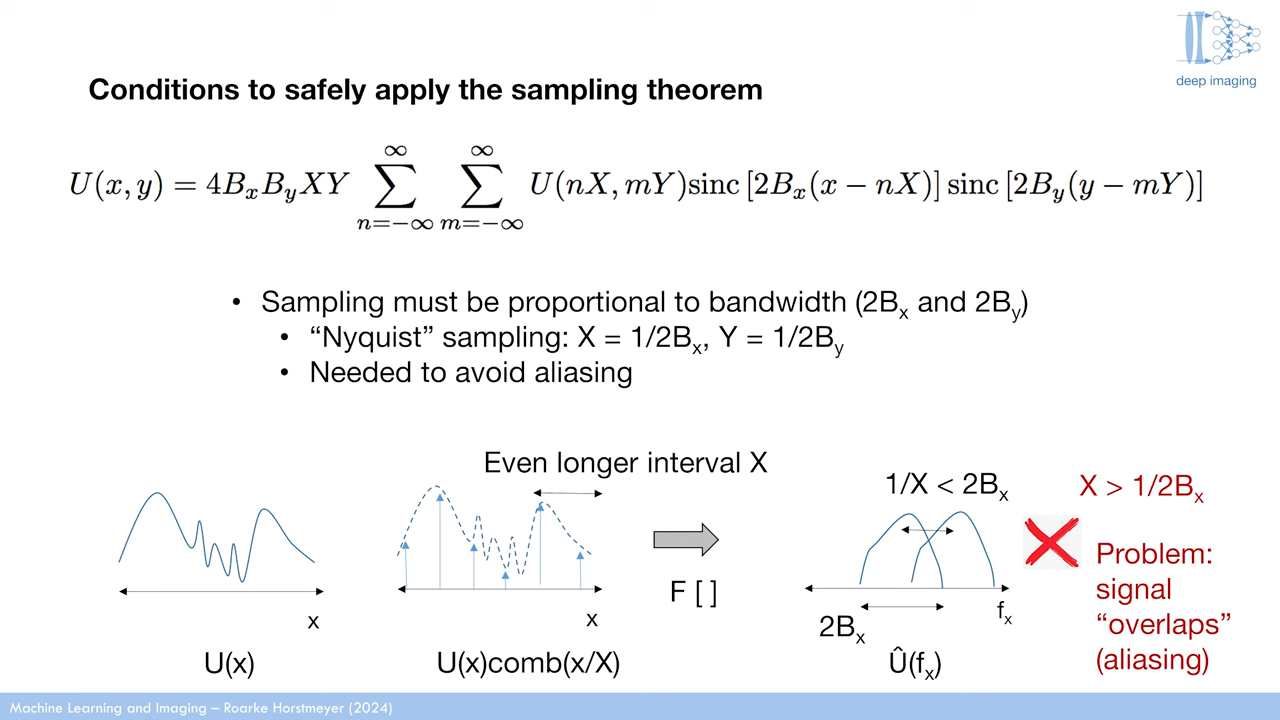 deep imaging
Conditions to safely apply the sampling theorem
U(x, y) = 4B_xB_yXY ∑_{n=−∞}^{∞} ∑_{m=−∞}^{∞} U(nX, mY)sinc [2B_x(x − nX)] sinc [2B_y(y − mY)]
• Sampling must be proportional to bandwidth (2B_x and 2B_y)
• “Nyquist” sampling: X = 1/2B_x, Y = 1/2B_y
• Needed to avoid aliasing
Even longer interval X
1/X < 2B_x
X > 1/2B_x
Problem:
signal
“overlaps”
(aliasing)
F [ ]
x
x
f_x
2B_x
U(x)
U(x)comb(x/X)
Û(f_x)
Machine Learning and Imaging – Roarke Horstmeyer (2024)